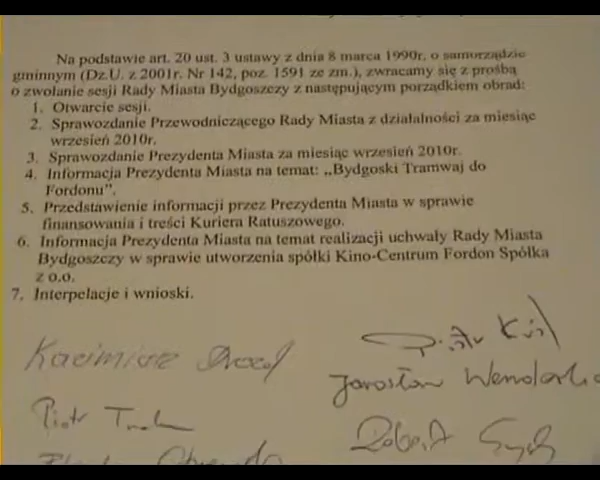 Na podstawie art. 20 ust. 3 ustawy z dnia 8 marca 1990r. o samorządzie
gminnym (Dz.U. z 2001r. Nr 142, poz. 1591 ze zm.), zwracamy się z prośbą
o zwołanie sesji Rady Miasta Bydgoszczy z następującym porządkiem obrad:
1. Otwarcie sesji.
2. Sprawozdanie Przewodniczącego Rady Miasta z działalności za miesiąc
wrzesień 2010r.
3. Sprawozdanie Prezydenta Miasta za miesiąc wrzesień 2010r.
4. Informacja Prezydenta Miasta na temat: „Bydgoski Tramwaj do
Fordonu”.
5. Przedstawienie informacji przez Prezydenta Miasta w sprawie
finansowania i treści Kuriera Ratuszowego.
6. Informacja Prezydenta Miasta na temat realizacji uchwały Rady Miasta
Bydgoszczy w sprawie utworzenia spółki Kino-Centrum Fordon Spółka
z o.o.
7. Interpelacje i wnioski.
Kazimierz Piotr Król
Jarosław
Piotr
Robert